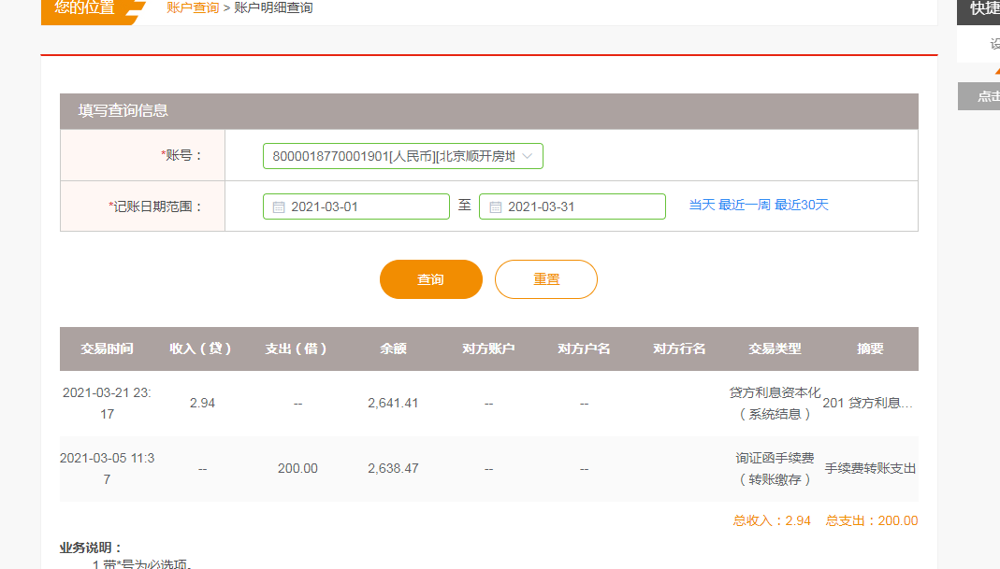 您的位置 账户查询 > 账户明细查询
快捷
填写查询信息
*账号：
8000018770001901[人民币][北京顺开房地
*记账日期范围：
2021-03-01 至 2021-03-31 当天 最近一周 最近30天
点击
查询 重置
交易时间 收入（贷） 支出（借） 余额 对方账户 对方户名 对方行名 交易类型 摘要
2021-03-21 23:17 2.94 -- 2,641.41 -- -- 贷方利息资本化（系统结息） 201 贷方利息...
2021-03-05 11:37 -- 200.00 2,638.47 -- -- 询证函手续费（转账缴存） 手续费转账支出
总收入：2.94 总支出：200.00
业务说明：
1.带*号为必选项。